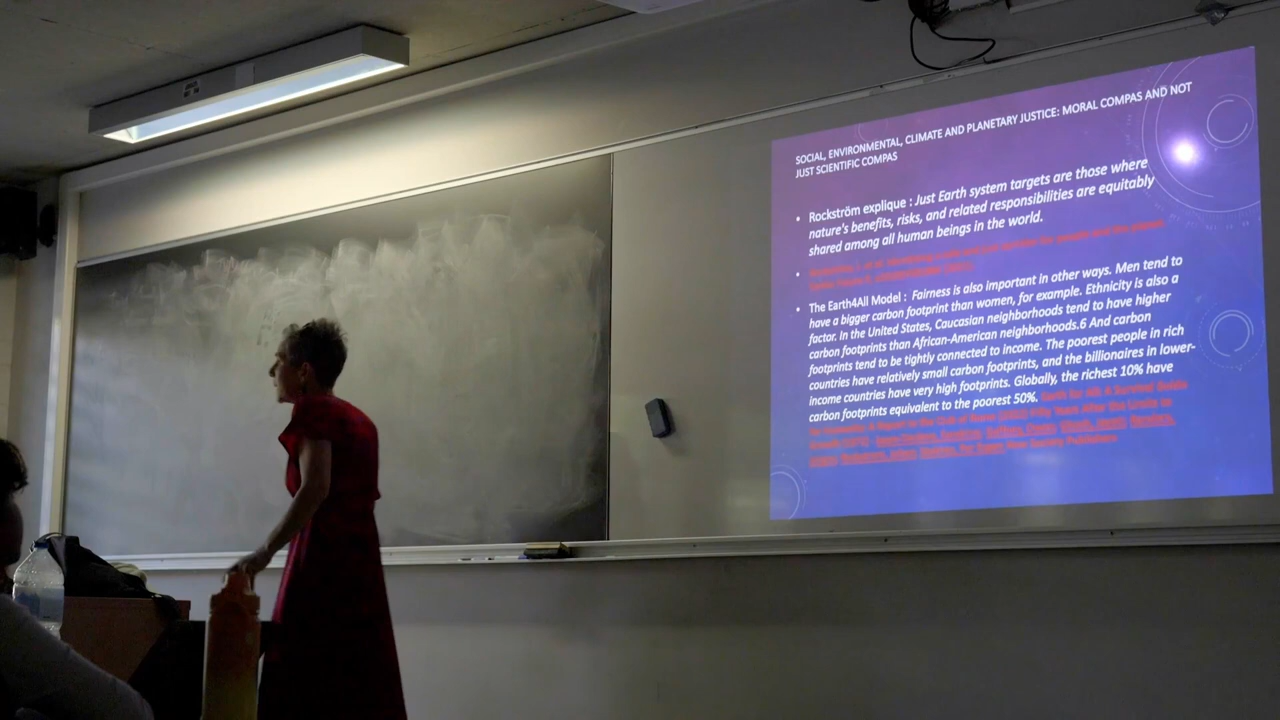 SOCIAL, ENVIRONMENTAL, CLIMATE AND PLANETARY JUSTICE: MORAL COMPAS AND NOT
JUST SCIENTIFIC COMPAS
• Rockström explique : Just Earth system targets are those where
nature's benefits, risks, and related responsibilities are equitably
shared among all human beings in the world.
• The Earth4All Model : Fairness is also important in other ways. Men tend to
have a bigger carbon footprint than women, for example. Ethnicity is also a
factor. In the United States, Caucasian neighborhoods tend to have higher
carbon footprints than African-American neighborhoods.6 And carbon
footprints tend to be tightly connected to income. The poorest people in rich
countries have relatively small carbon footprints, and the billionaires in lower-
income countries have very high footprints. Globally, the richest 10% have
carbon footprints equivalent to the poorest 50%. Earth for All: A Survival Guide